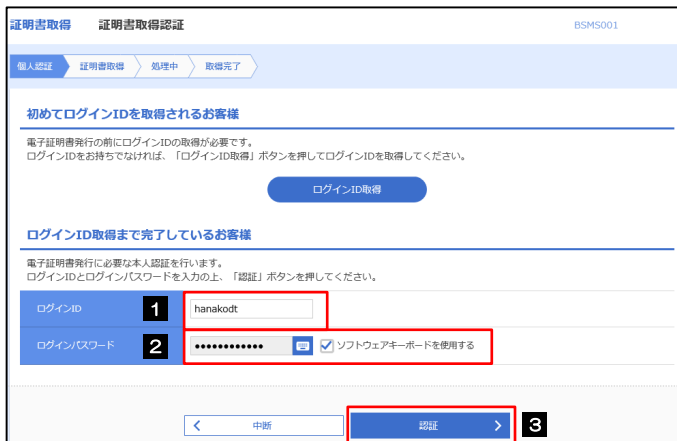 証明書取得 証明書取得認証 BSMS001
個人認証 証明書取得 処理中 取得完了
初めてログインIDを取得されるお客様
電子証明書発行の前にログインIDの取得が必要です。
ログインIDをお持ちでなければ、「ログインID取得」ボタンを押してログインIDを取得してください。
ログインID取得
ログインID取得まで完了しているお客様
電子証明書発行に必要な本人認証を行います。
ログインIDとログインパスワードを入力の上、「認証」ボタンを押してください。
ログインID 1 hanakodt
ログインパスワード 2 •••••••••••• ソフトウェアキーボードを使用する
中断 認証 3